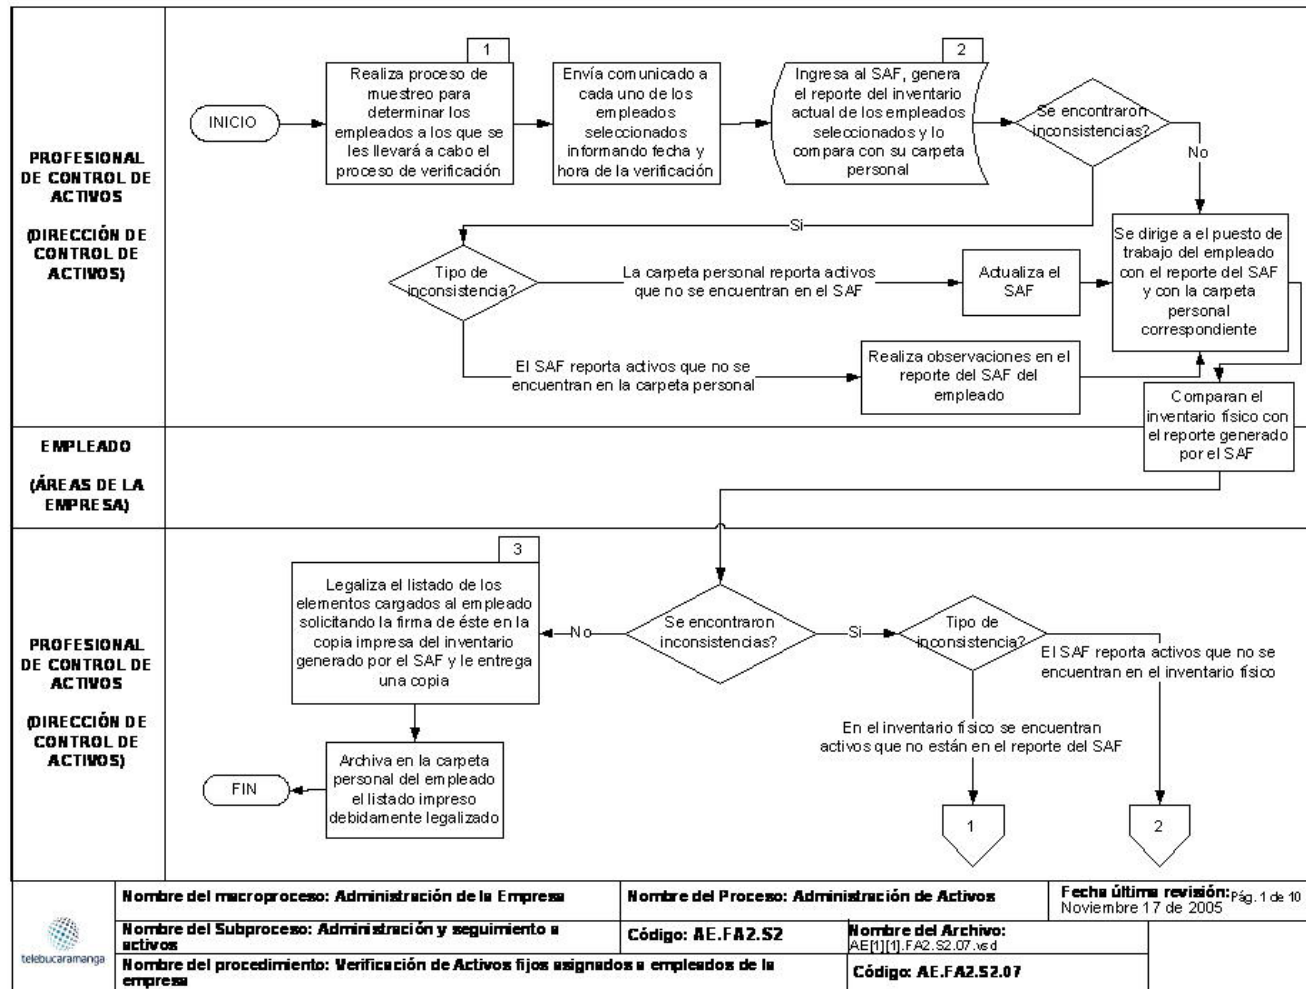 PROFESIONAL
DE CONTROL DE
ACTIVOS
(DIRECCIÓN DE
CONTROL DE
ACTIVOS)
INICIO
1
Realiza proceso de
muestreo para
determinar los
empleados a los que se
les llevará a cabo el
proceso de verificación
Envía comunicado a
cada uno de los
empleados
seleccionados
informando fecha y
hora de la verificación
2
Ingresa al SAF, genera
el reporte del inventario
actual de los empleados
seleccionados y lo
compara con su carpeta
personal
Se encontraron
inconsistencias?
No
Si
Tipo de
inconsistencia?
La carpeta personal reporta activos
que no se encuentran en el SAF
Actualiza el
SAF
Se dirige a el puesto de
trabajo del empleado
con el reporte del SAF
y con la carpeta
personal
correspondiente
El SAF reporta activos que no se
encuentran en la carpeta personal
Realiza observaciones en el
reporte del SAF del
empleado
Comparan el
inventario físico con
el reporte generado
por el SAF
EMPLEADO
(ÁREAS DE LA
EMPRESA)
PROFESIONAL
DE CONTROL DE
ACTIVOS
(DIRECCIÓN DE
CONTROL DE
ACTIVOS)
3
Legaliza el listado de los
elementos cargados al empleado
solicitando la firma de éste en la
copia impresa del inventario
generado por el SAF y le entrega
una copia
No
Se encontraron
inconsistencias?
Si
Tipo de
inconsistencia?
El SAF reporta activos que no se
encuentran en el inventario físico
En el inventario físico se encuentran
activos que no están en el reporte del SAF
Archiva en la carpeta
personal del empleado
el listado impreso
debidamente legalizado
FIN
1
2
telebucaramanga
Nombre del macroproceso: Administración de la Empresa
Nombre del Proceso: Administración de Activos
Fecha última revisión: Pág. 1 de 10
Noviembre 17 de 2005
Nombre del Subproceso: Administración y seguimiento a
activos
Código: AE.FA2.S2
Nombre del Archivo:
AE[1][1].FA2.S2.07.vsd
Nombre del procedimiento: Verificación de Activos fijos asignados a empleados de la
empresa
Código: AE.FA2.S2.07